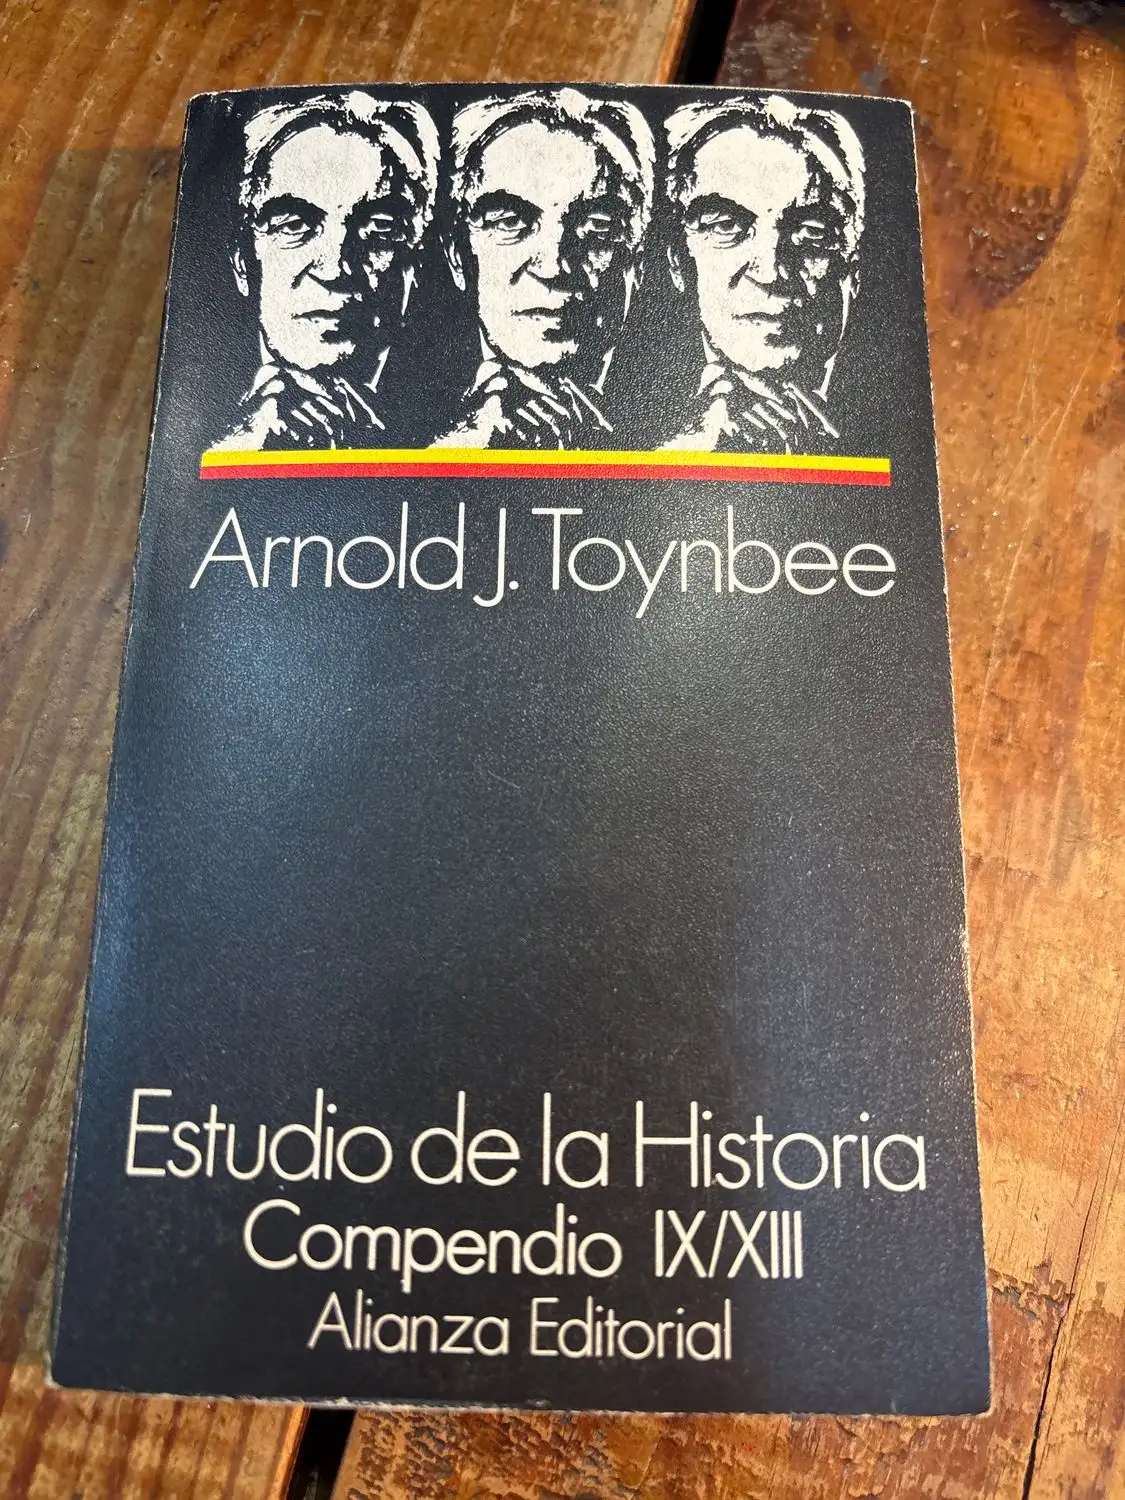 Arnold J. Toynbee
Estudio de la Historia
Compendio IX/XIII
Alianza Editorial